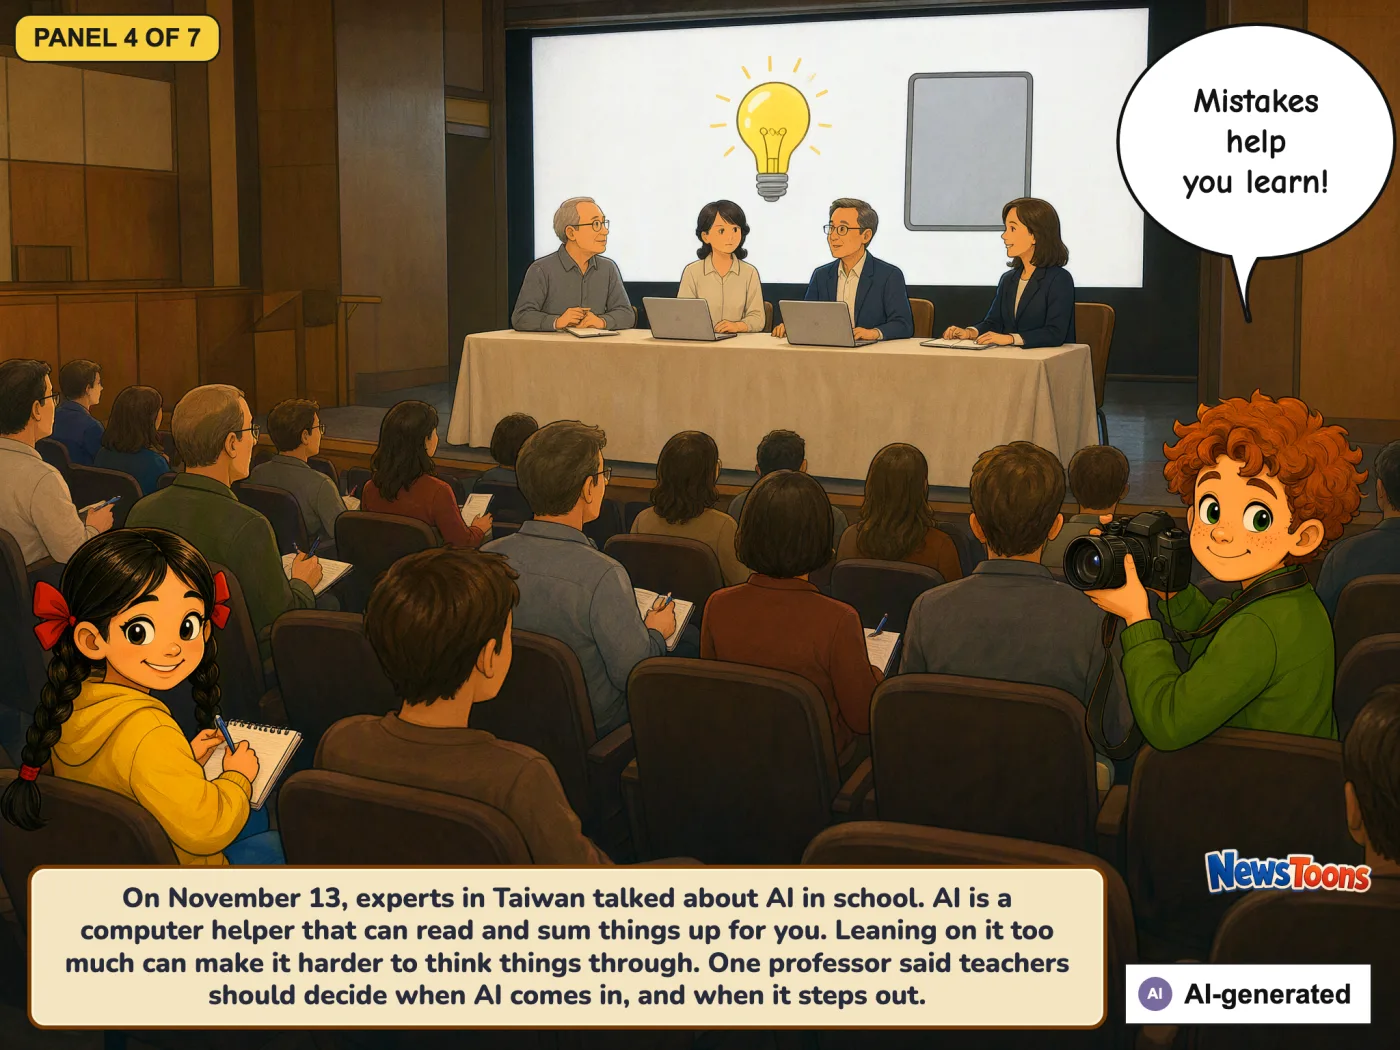 PANEL 4 OF 7
Mistakes
help
you learn!
On November 13, experts in Taiwan talked about AI in school. AI is a
computer helper that can read and sum things up for you. Leaning on it too
much can make it harder to think things through. One professor said teachers
should decide when AI comes in, and when it steps out.
NEWSTOONS
AI AI-generated